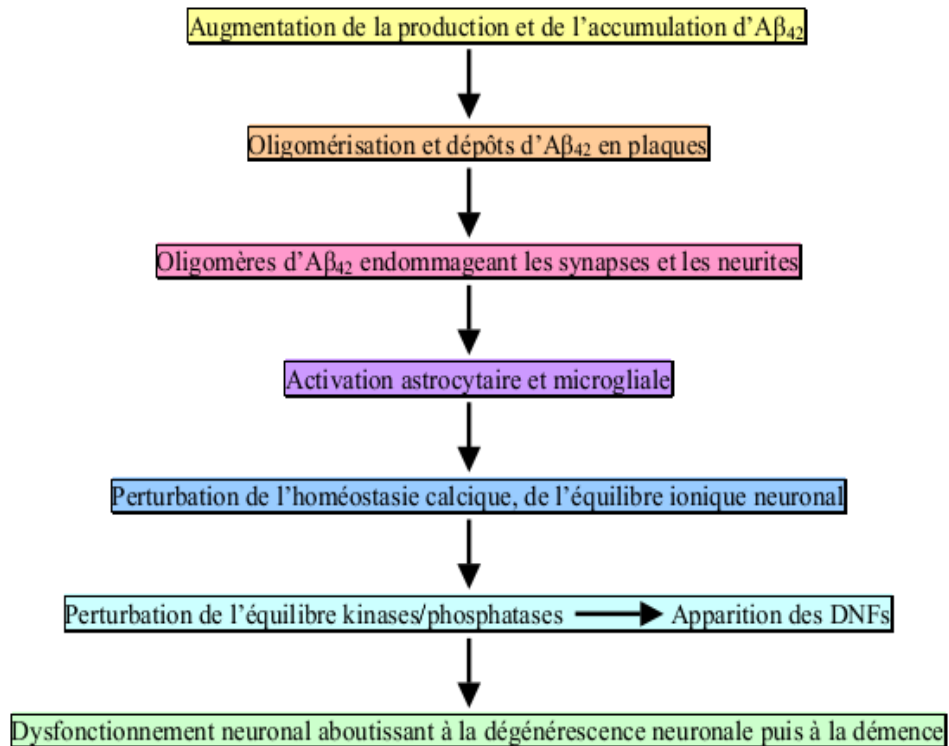 Augmentation de la production et de l'accumulation d'Aβ₄₂
Oligomérisation et dépôts d'Aβ₄₂ en plaques
Oligomères d'Aβ₄₂ endommageant les synapses et les neurites
Activation astrocytaire et microgliale
Perturbation de l'homéostasie calcique, de l'équilibre ionique neuronal
Perturbation de l'équilibre kinases/phosphatases → Apparition des DNFs
Dysfonctionnement neuronal aboutissant à la dégénérescence neuronale puis à la démence